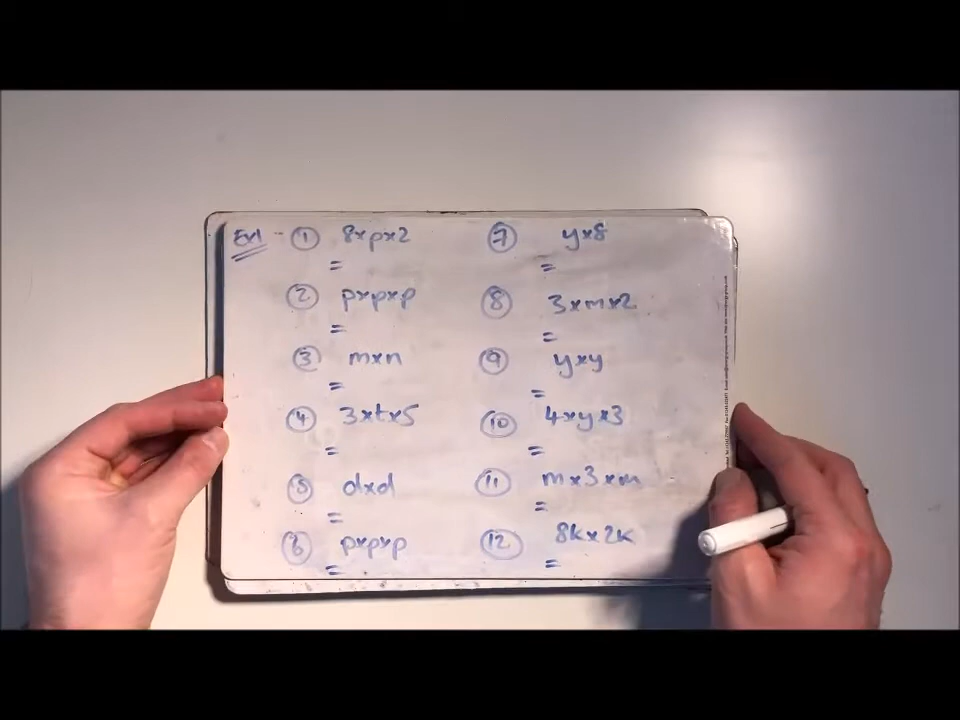 Ex1 - ① 8×p×2
=
② p×p×p
=
③ m×n
=
④ 3×t×5
=
⑤ d×d
=
⑥ p×p×p
=
⑦ y×8
=
⑧ 3×m×2
=
⑨ y×y
=
⑩ 4×y×3
=
⑪ m×3×m
=
⑫ 8k×2k
=